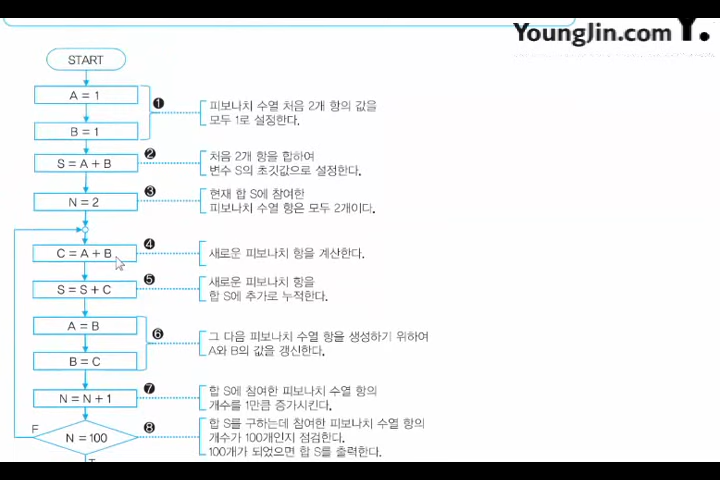 YoungJin.com Y.
START
A = 1
❶
피보나치 수열 처음 2개 항의 값을
모두 1로 설정한다.
B = 1
S = A + B
❷
처음 2개 항을 합하여
변수 S의 초깃값으로 설정한다.
N = 2
❸
현재 합 S에 참여한
피보나치 수열 항은 모두 2개이다.
C = A + B
❹
새로운 피보나치 항을 계산한다.
S = S + C
❺
새로운 피보나치 항을
합 S에 추가로 누적한다.
A = B
❻
그 다음 피보나치 수열 항을 생성하기 위하여
A와 B의 값을 갱신한다.
B = C
N = N + 1
❼
합 S에 참여한 피보나치 수열 항의
개수를 1만큼 증가시킨다.
F
N = 100
❽
합 S를 구하는데 참여한 피보나치 수열 항의
개수가 100개인지 점검한다.
100개가 되었으면 합 S를 출력한다.